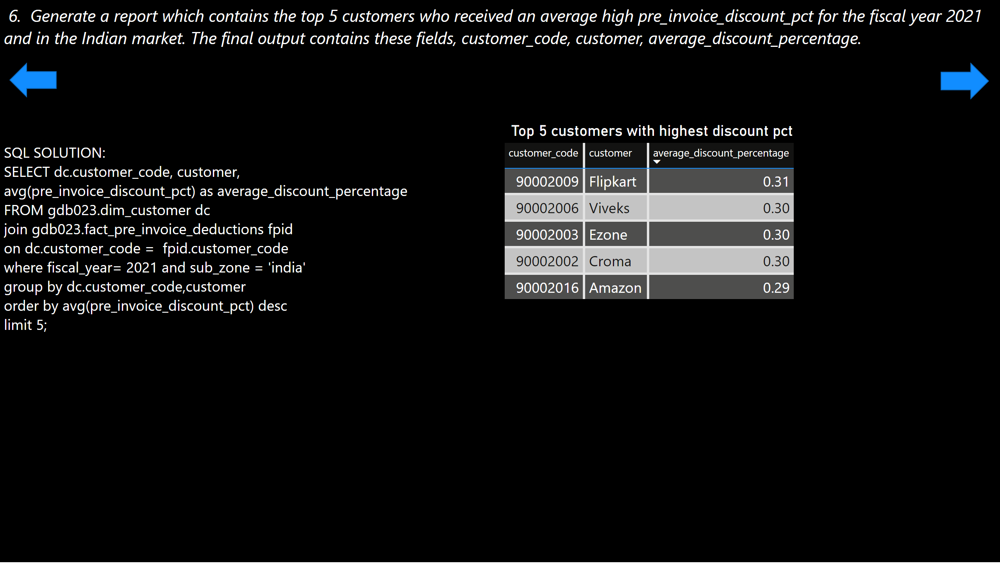 6. Generate a report which contains the top 5 customers who received an average high pre_invoice_discount_pct for the fiscal year 2021
and in the Indian market. The final output contains these fields, customer_code, customer, average_discount_percentage.
SQL SOLUTION:
SELECT dc.customer_code, customer,
avg(pre_invoice_discount_pct) as average_discount_percentage
FROM gdb023.dim_customer dc
join gdb023.fact_pre_invoice_deductions fpid
on dc.customer_code =  fpid.customer_code
where fiscal_year= 2021 and sub_zone = 'india'
group by dc.customer_code,customer
order by avg(pre_invoice_discount_pct) desc
limit 5;
Top 5 customers with highest discount pct
customer_code customer average_discount_percentage
90002009 Flipkart 0.31
90002006 Viveks 0.30
90002003 Ezone 0.30
90002002 Croma 0.30
90002016 Amazon 0.29